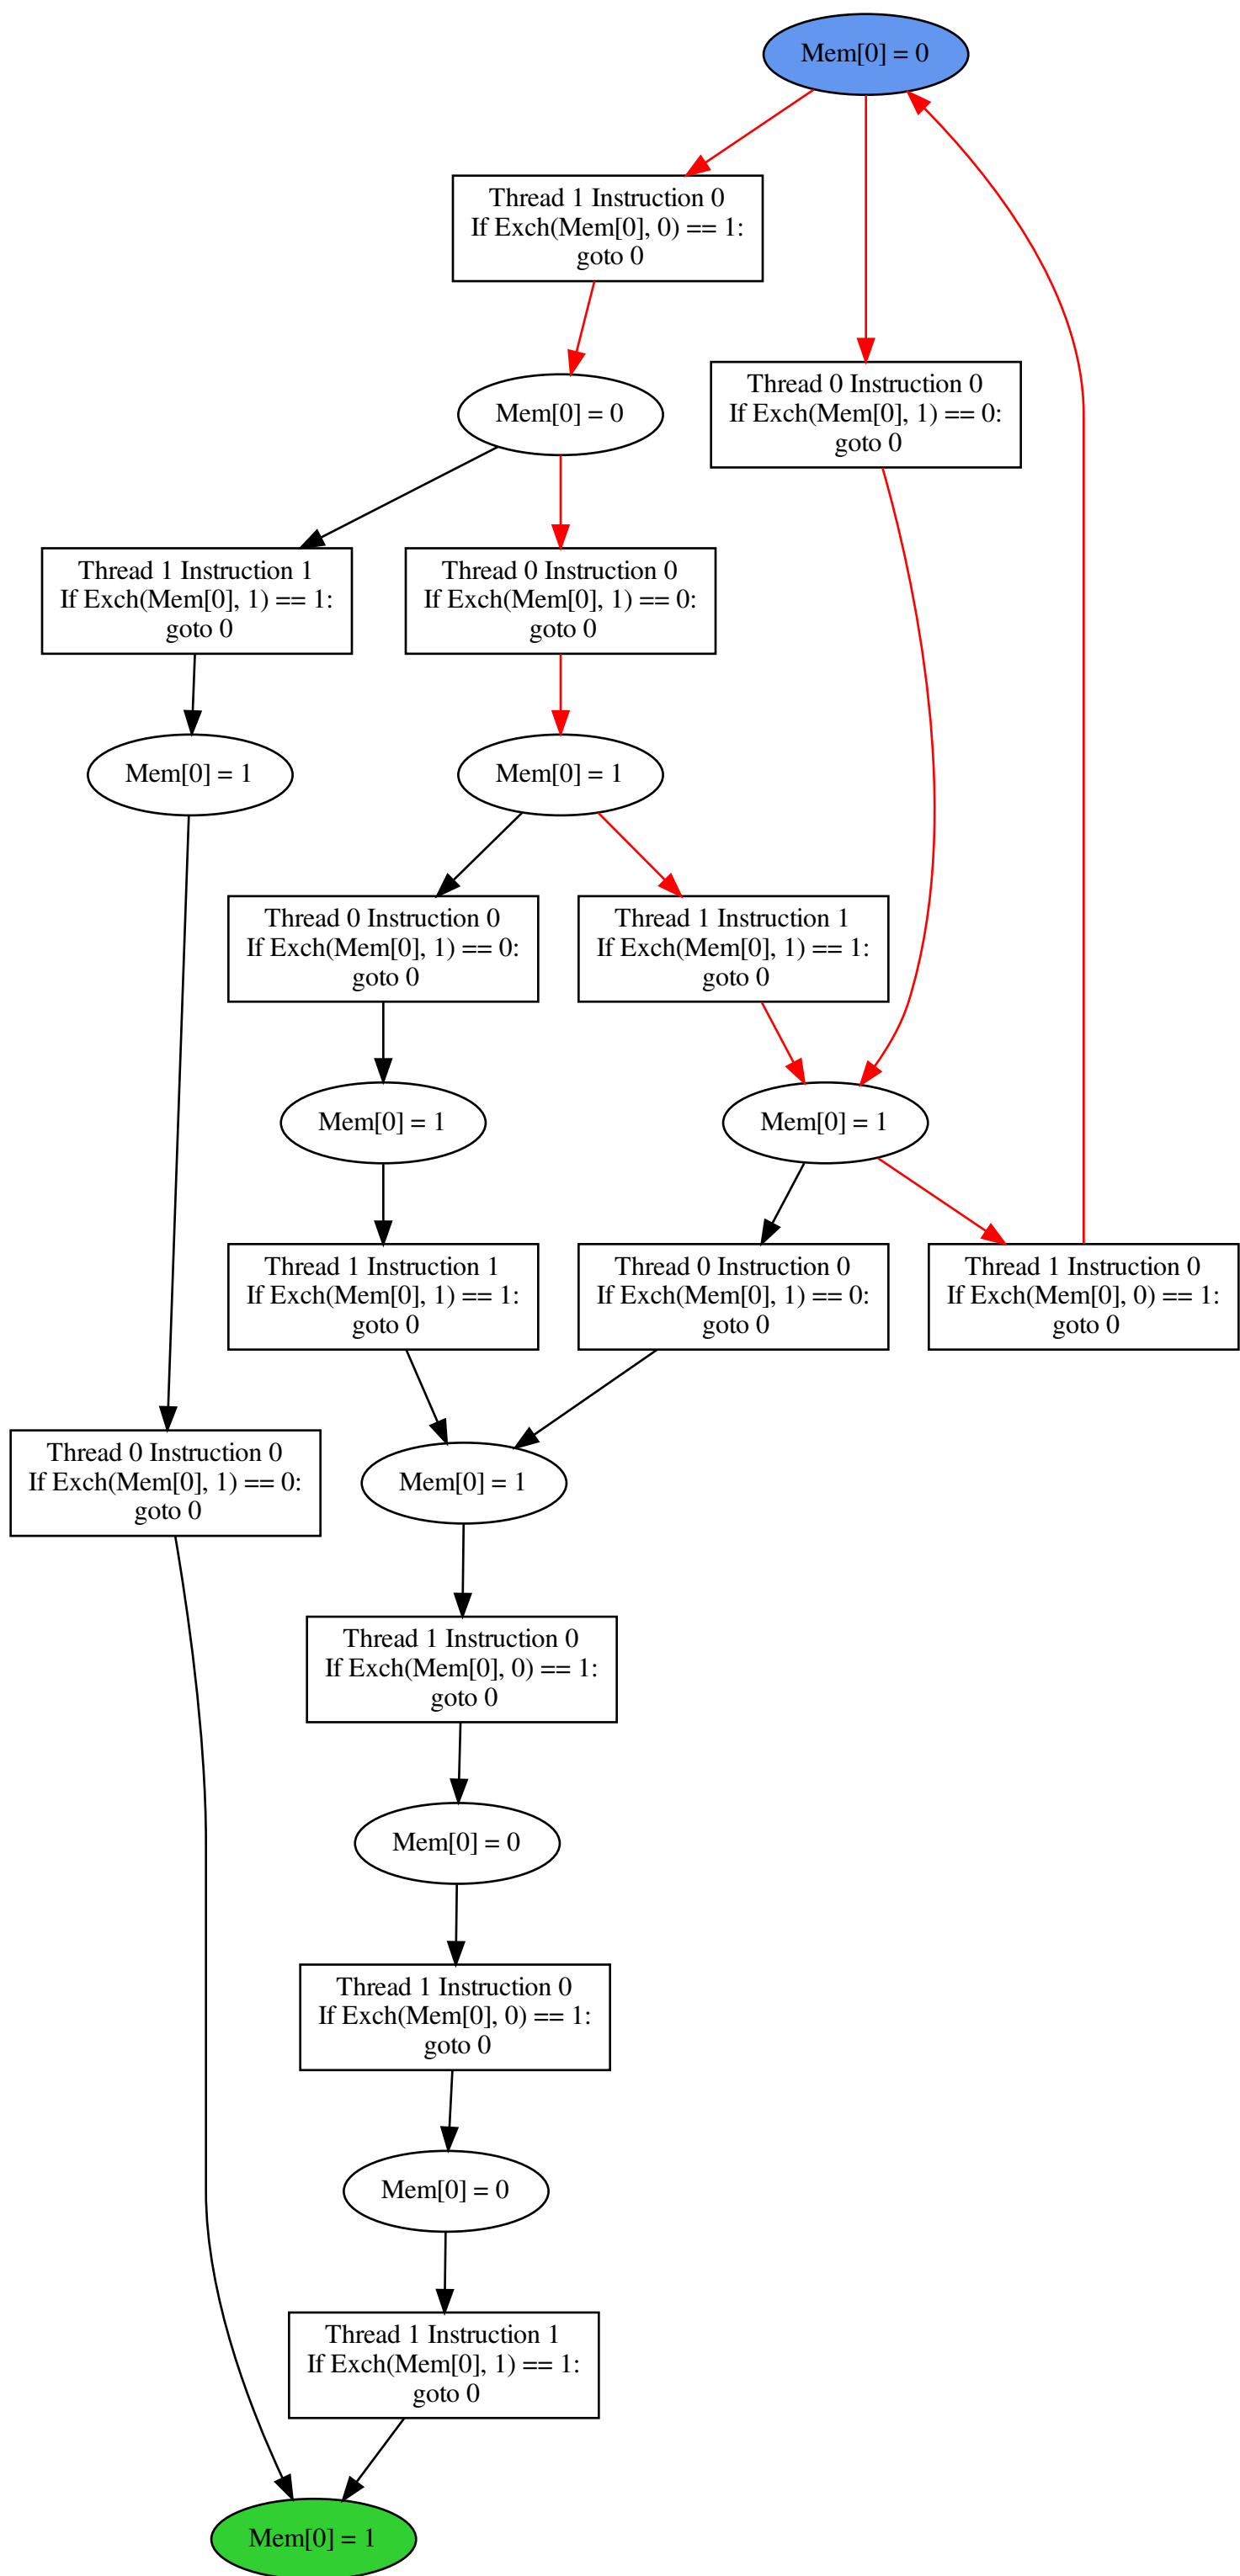 Mem[0] = 0
Thread 1 Instruction 0
If Exch(Mem[0], 0) == 1:
goto 0
Mem[0] = 0
Thread 0 Instruction 0
If Exch(Mem[0], 1) == 0:
goto 0
Thread 1 Instruction 1
If Exch(Mem[0], 1) == 1:
goto 0
Thread 0 Instruction 0
If Exch(Mem[0], 1) == 0:
goto 0
Mem[0] = 1
Mem[0] = 1
Thread 0 Instruction 0
If Exch(Mem[0], 1) == 0:
goto 0
Thread 1 Instruction 1
If Exch(Mem[0], 1) == 1:
goto 0
Mem[0] = 1
Mem[0] = 1
Thread 1 Instruction 1
If Exch(Mem[0], 1) == 1:
goto 0
Thread 0 Instruction 0
If Exch(Mem[0], 1) == 0:
goto 0
Thread 1 Instruction 0
If Exch(Mem[0], 0) == 1:
goto 0
Thread 0 Instruction 0
If Exch(Mem[0], 1) == 0:
goto 0
Mem[0] = 1
Thread 1 Instruction 0
If Exch(Mem[0], 0) == 1:
goto 0
Mem[0] = 0
Thread 1 Instruction 0
If Exch(Mem[0], 0) == 1:
goto 0
Mem[0] = 0
Thread 1 Instruction 1
If Exch(Mem[0], 1) == 1:
goto 0
Mem[0] = 1